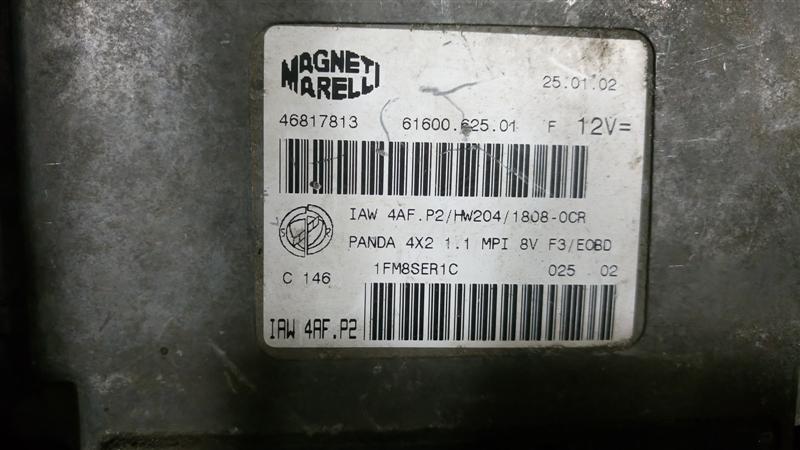 MAGNETI
MARELLI
25.01.02
46817813 61600.625.01 F 12V=
IAW 4AF.P2/HW204/1808-0CR
PANDA 4X2 1.1 MPI 8V F3/EOBD
C 146 1FM8SER1C 025 02
IAW 4AF.P2